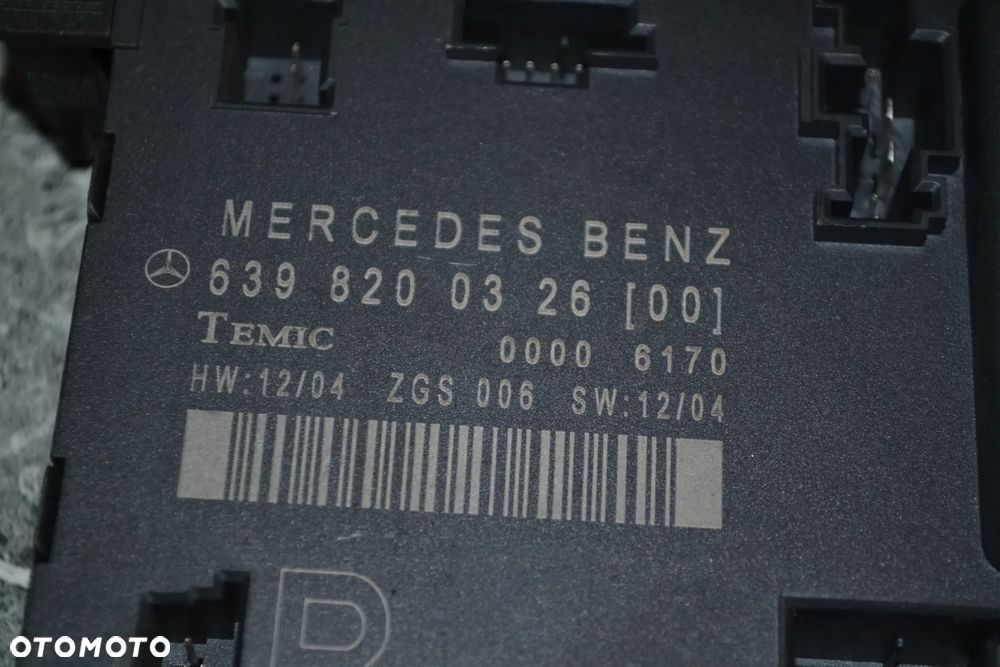 MERCEDES BENZ
639 820 03 26 [00]
TEMIC 0000 6170
HW:12/04 ZGS 006 SW:12/04
D
OTOMOTO